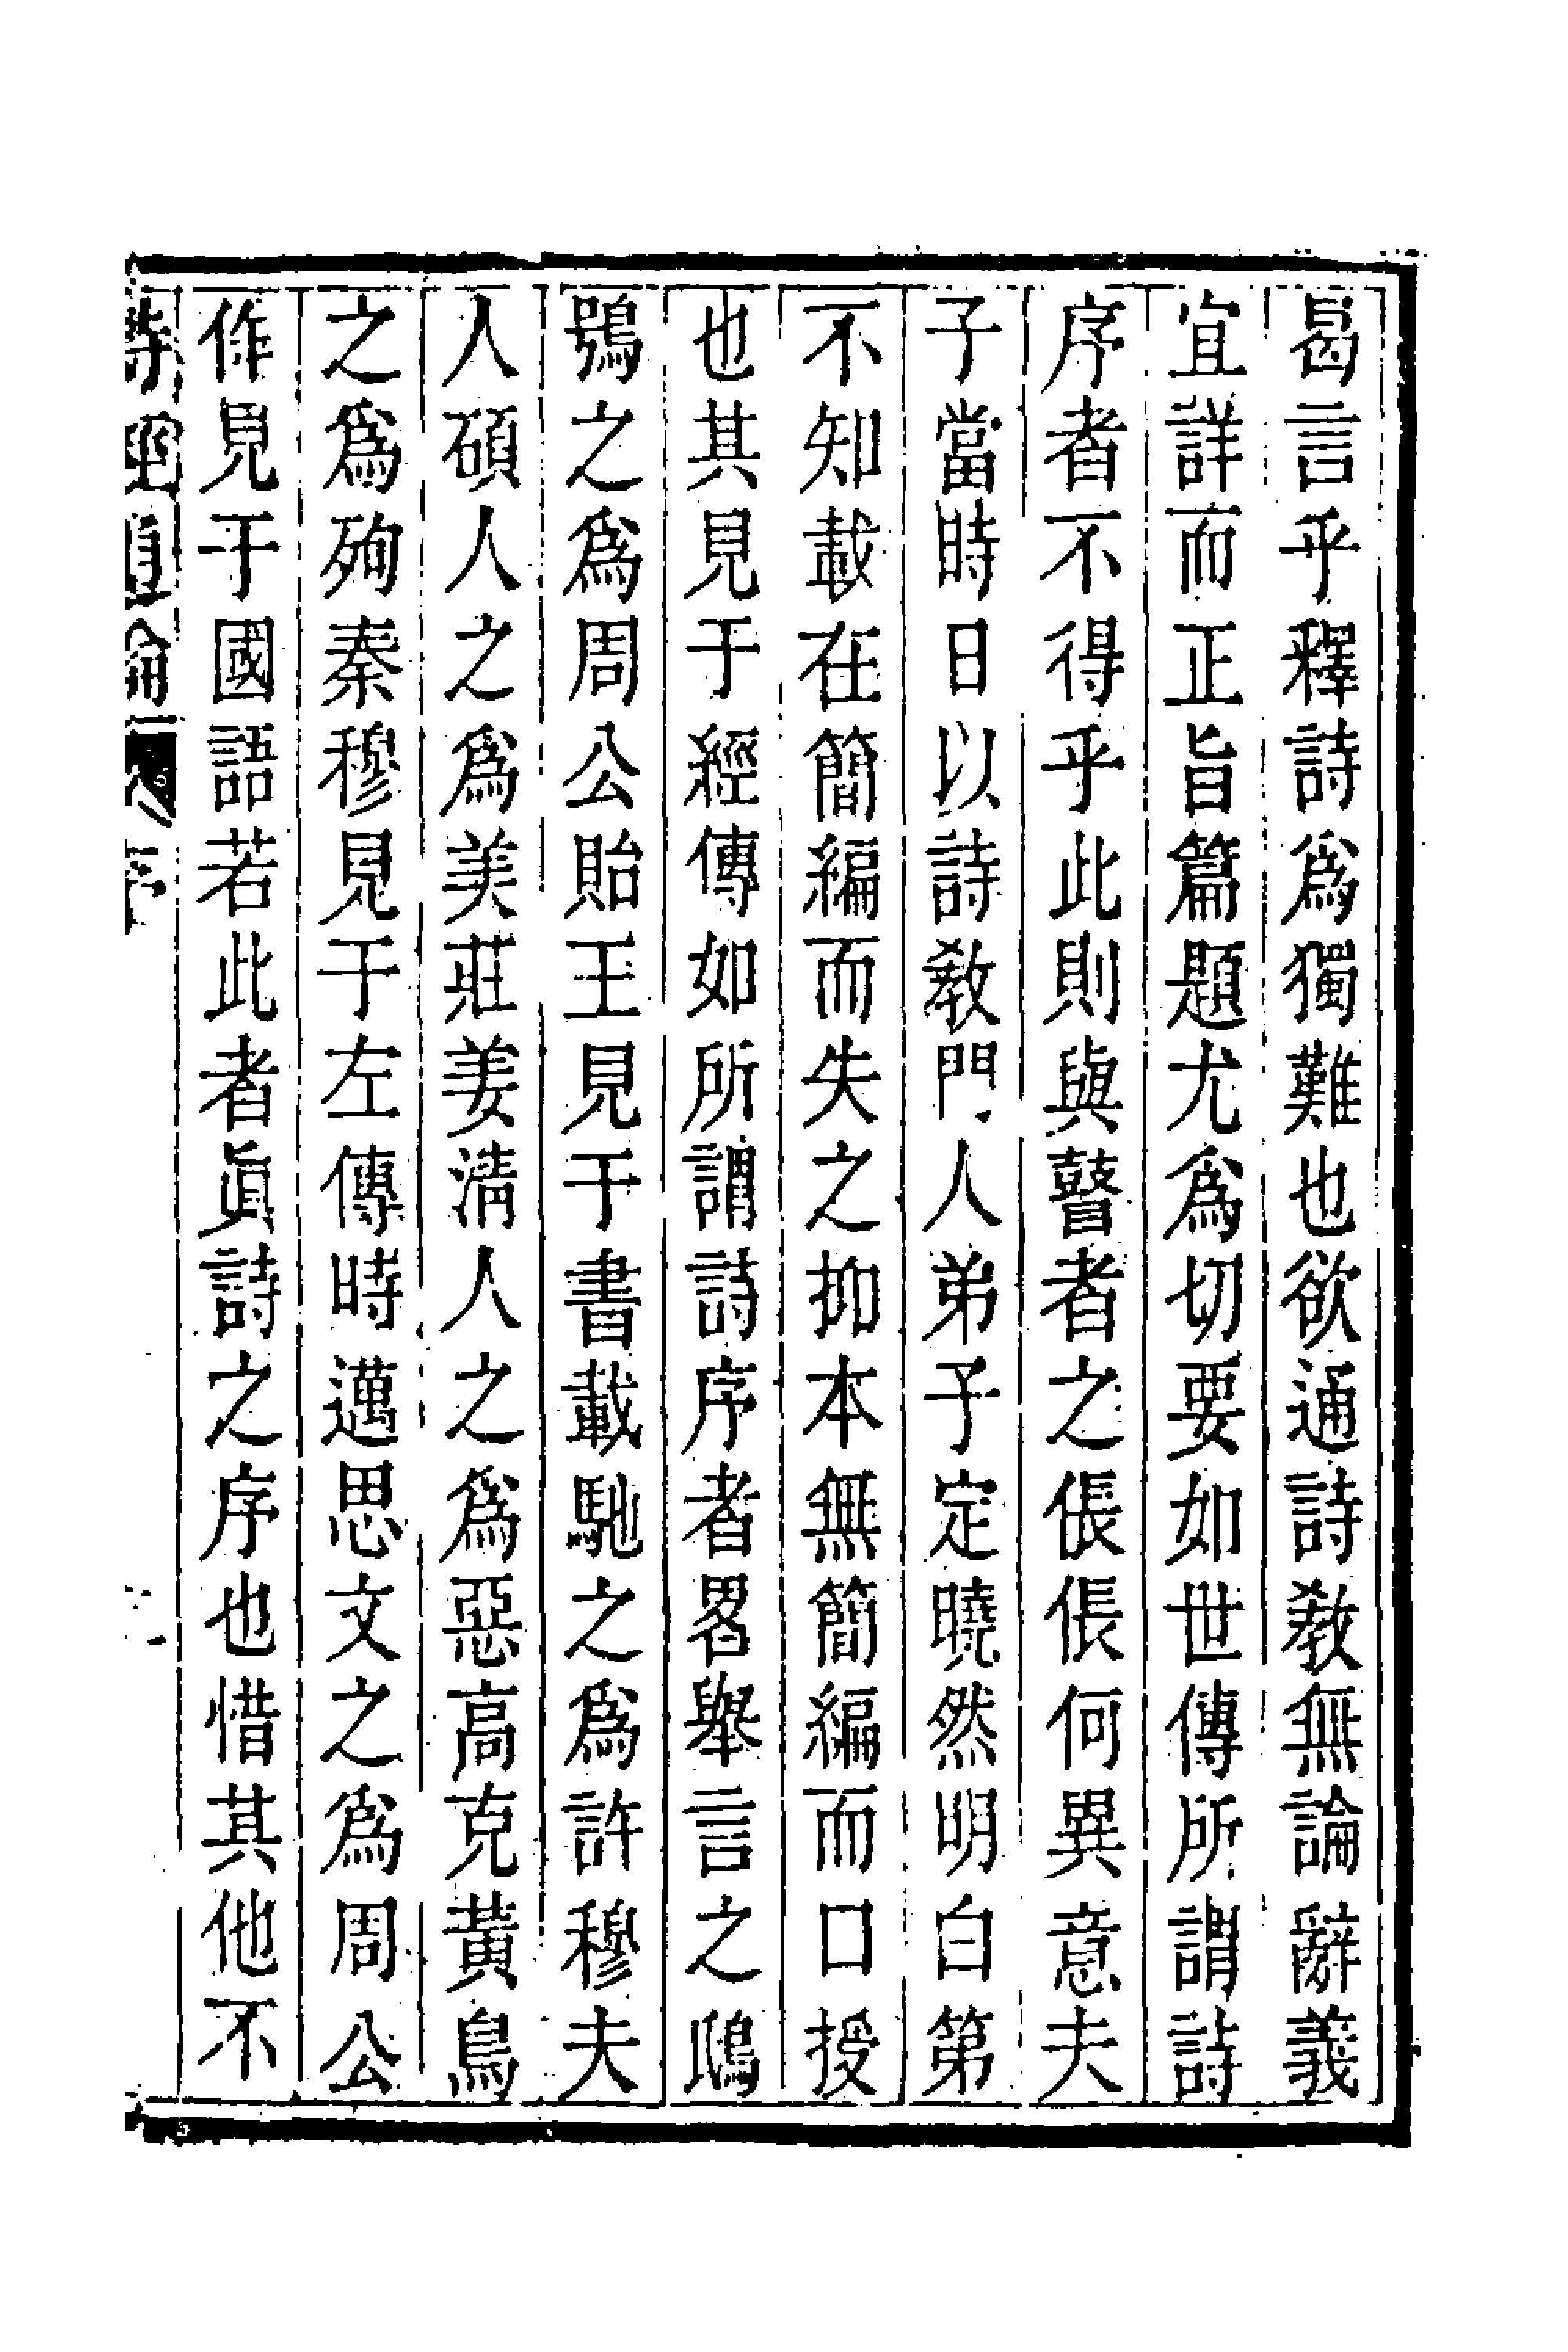 曷言乎釋詩爲獨難也欲通詩教無論辭義
宜詳而正旨篇題尤爲切要如世傳所謂詩
序者不得乎此則與瞽者之倀倀何異意夫
子當時日以詩教門人弟子定曉然明白第
不知載在簡編而失之抑本無簡編而口授
也其見于經傳如所謂詩序者畧舉言之鴟
鴞之爲周公貽王見于書載馳之爲許穆夫
人碩人之爲美莊姜淸人之爲惡高克黃鳥
之爲殉秦穆見于左傳時邁思文之爲周公
作見于國語若此者眞詩之序也惜其他不